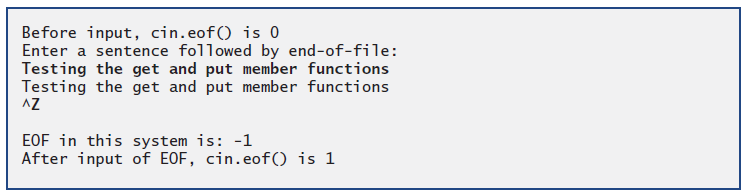 Before input, cin.eof() is 0
Enter a sentence followed by end-of-file:
Testing the get and put member functions
Testing the get and put member functions
^Z
EOF in this system is: -1
After input of EOF, cin.eof() is 1